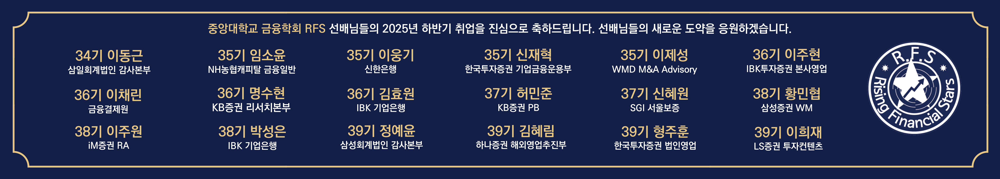 중앙대학교 금융학회 RFS 선배님들의 2025년 하반기 취업을 진심으로 축하드립니다. 선배님들의 새로운 도약을 응원하겠습니다.
34기 이동근
삼일회계법인 감사본부
35기 임소윤
NH농협캐피탈 금융일반
35기 이웅기
신한은행
35기 신재혁
한국투자증권 기업금융운용부
35기 이제성
WMD M&A Advisory
36기 이주현
IBK투자증권 본사영업
36기 이채린
금융결제원
36기 명수현
KB증권 리서치본부
36기 김효원
IBK 기업은행
37기 허민준
KB증권 PB
37기 신혜원
SGI 서울보증
38기 황민협
삼성증권 WM
38기 이주원
iM증권 RA
38기 박성은
IBK 기업은행
39기 정예윤
삼성회계법인 감사본부
39기 김혜림
하나증권 해외영업추진부
39기 형주훈
한국투자증권 법인영업
39기 이희재
LS증권 투자컨텐츠
R.F.S
Rising Financial Stars